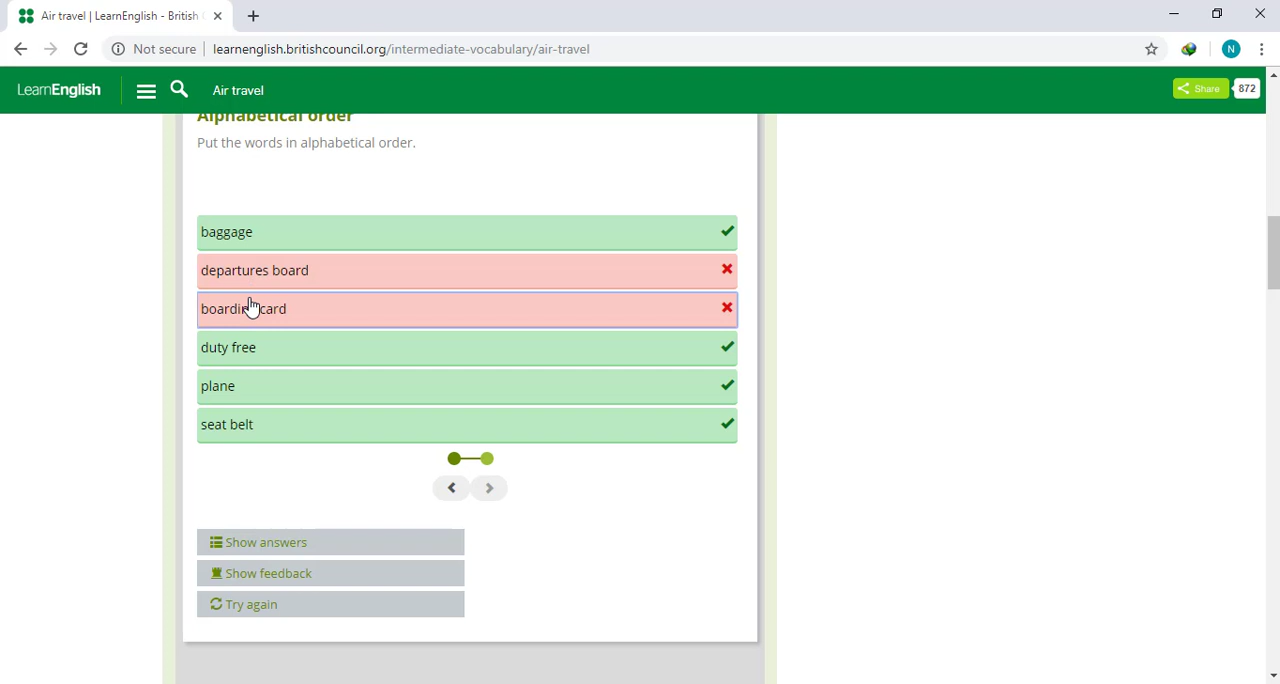 Air travel | LearnEnglish - British
Not secure | learnenglish.britishcouncil.org/intermediate-vocabulary/air-travel
N
LearnEnglish
Air travel
Share
872
Alphabetical order
Put the words in alphabetical order.
baggage
departures board
boarding card
duty free
plane
seat belt
Show answers
Show feedback
Try again